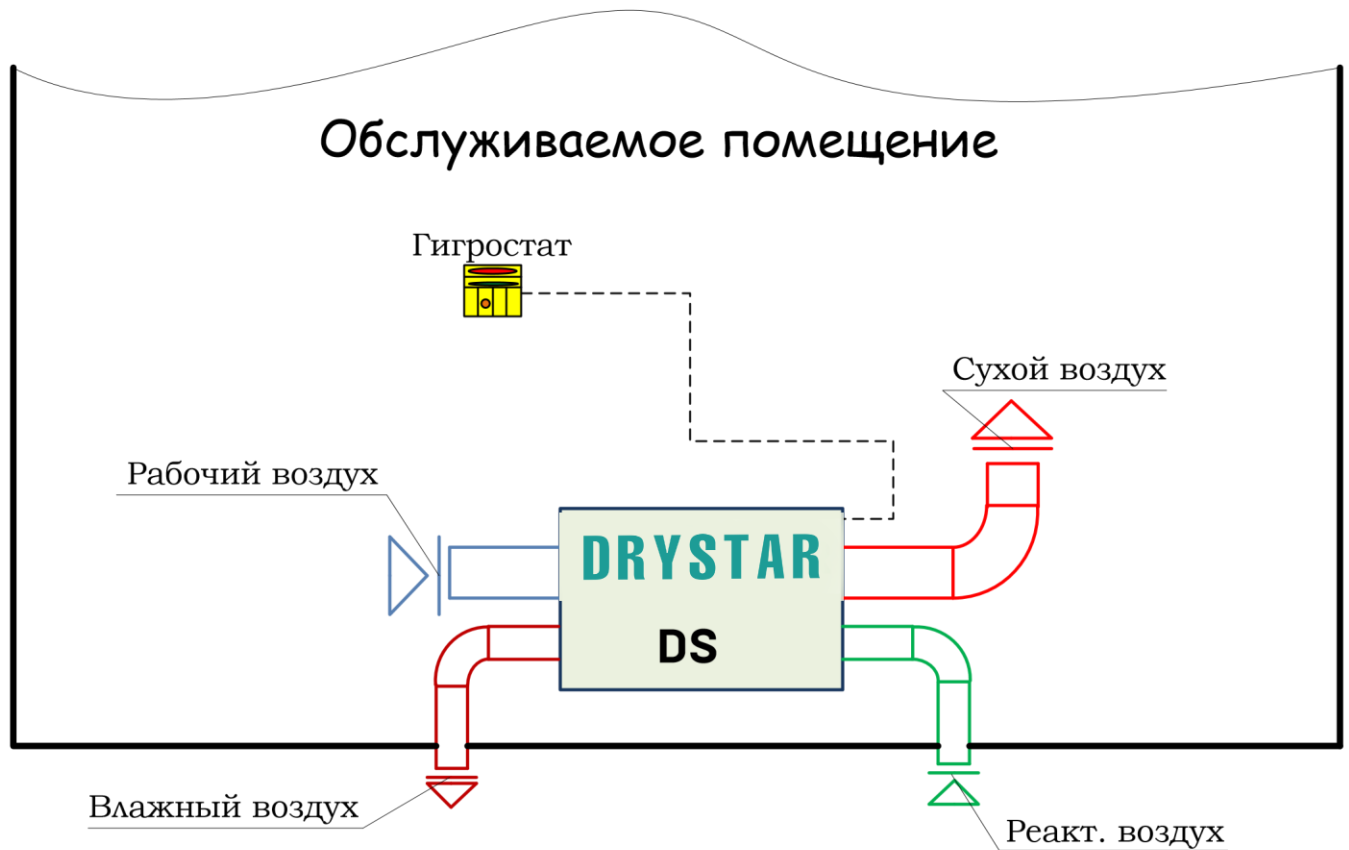 Обслуживаемое помещение
Гигростат
Сухой воздух
Рабочий воздух
DRYSTAR
DS
Влажный воздух
Реакт. воздух